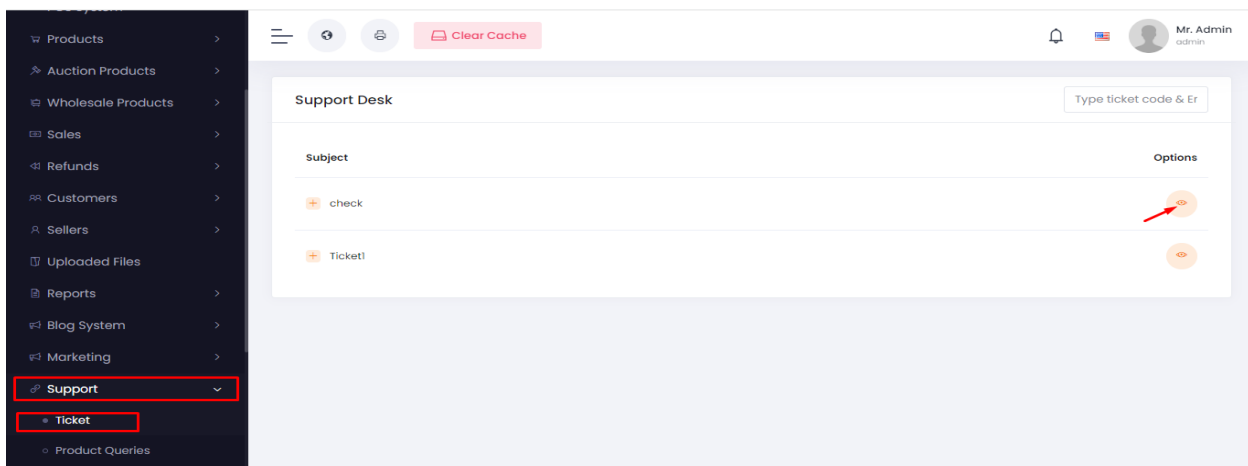 Products
Auction Products
Wholesale Products
Sales
Refunds
Customers
Sellers
Uploaded Files
Reports
Blog System
Marketing
Support
Ticket
Product Queries
Clear Cache
Mr. Admin
admin
Support Desk
Type ticket code & Er
Subject Options
check
Ticket1